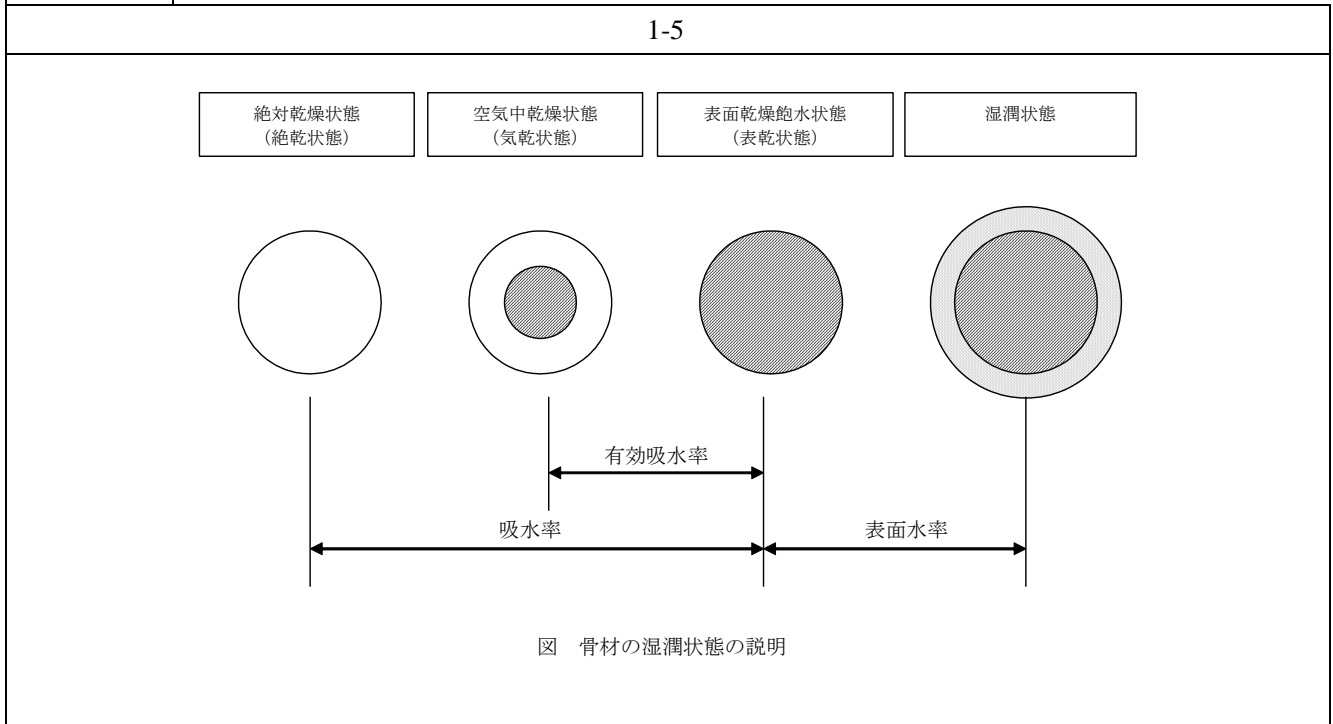 1-5
絶対乾燥状態
（絶乾状態）
空気中乾燥状態
（気乾状態）
表面乾燥飽水状態
（表乾状態）
湿潤状態
有効吸水率
吸水率
表面水率
図　骨材の湿潤状態の説明